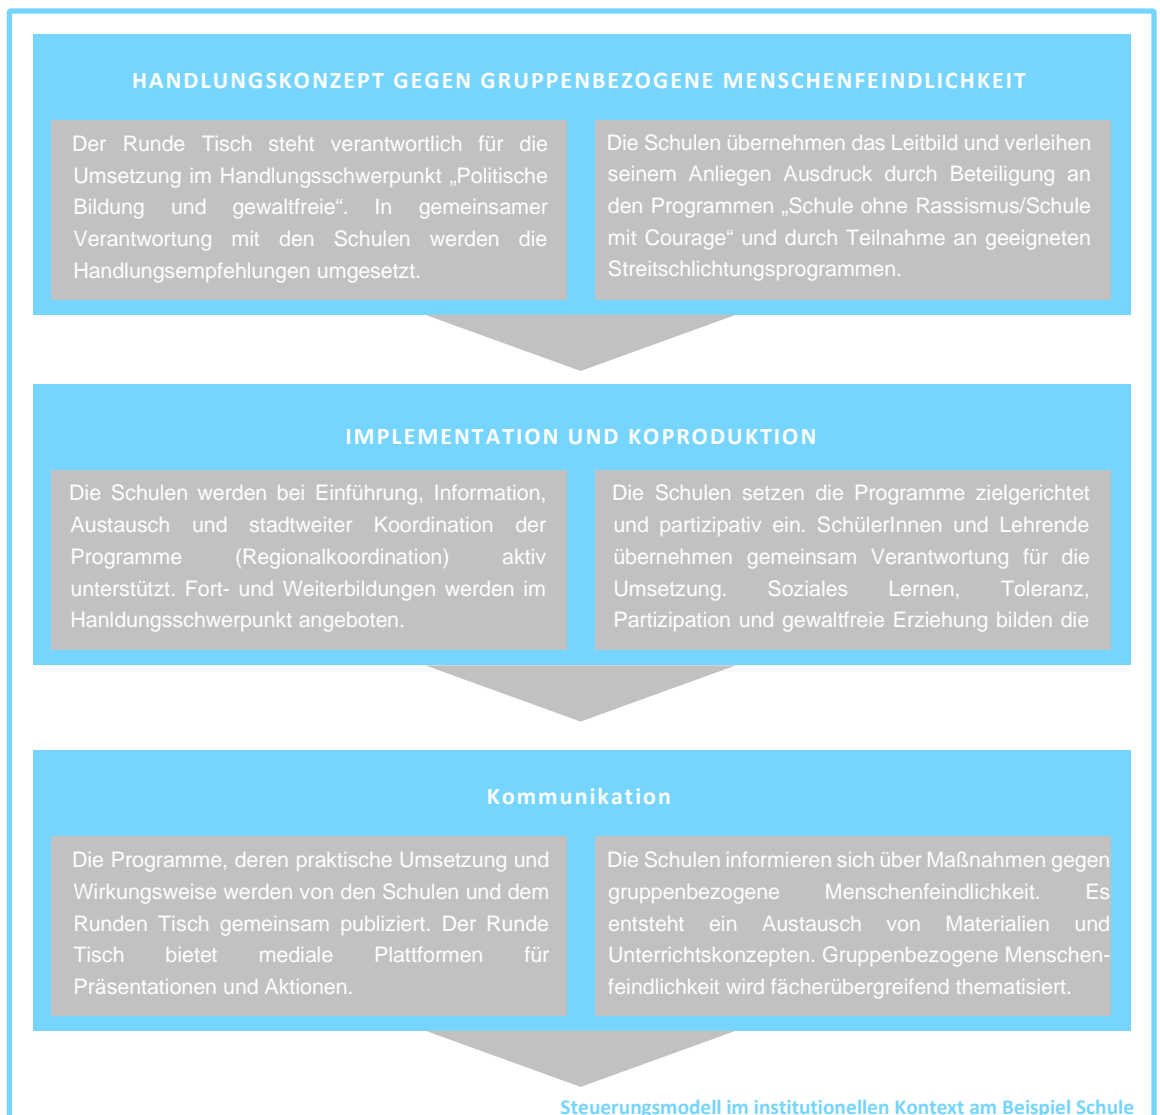 HANDLUNGSKONZEPT GEGEN GRUPPENBEZOGENE MENSCHENFEINDLICHKEIT
Der Runde Tisch steht verantwortlich für die
Umsetzung im Handlungsschwerpunkt „Politische
Bildung und gewaltfreie“. In gemeinsamer
Verantwortung mit den Schulen werden die
Handlungsempfehlungen umgesetzt.
Die Schulen übernehmen das Leitbild und verleihen
seinem Anliegen Ausdruck durch Beteiligung an
den Programmen „Schule ohne Rassismus/Schule
mit Courage“ und durch Teilnahme an geeigneten
Streitschlichtungsprogrammen.
IMPLEMENTATION UND KOPRODUKTION
Die Schulen werden bei Einführung, Information,
Austausch und stadtweiter Koordination der
Programme (Regionalkoordination) aktiv
unterstützt. Fort- und Weiterbildungen werden im
Hanldungsschwerpunkt angeboten.
Die Schulen setzen die Programme zielgerichtet
und partizipativ ein. SchülerInnen und Lehrende
übernehmen gemeinsam Verantwortung für die
Umsetzung. Soziales Lernen, Toleranz,
Partizipation und gewaltfreie Erziehung bilden die
Kommunikation
Die Programme, deren praktische Umsetzung und
Wirkungsweise werden von den Schulen und dem
Runden Tisch gemeinsam publiziert. Der Runde
Tisch bietet mediale Plattformen für
Präsentationen und Aktionen.
Die Schulen informieren sich über Maßnahmen gegen
gruppenbezogene Menschenfeindlichkeit. Es
entsteht ein Austausch von Materialien und
Unterrichtskonzepten. Gruppenbezogene Menschen-
feindlichkeit wird fächerübergreifend thematisiert.
Steuerungsmodell im institutionellen Kontext am Beispiel Schule